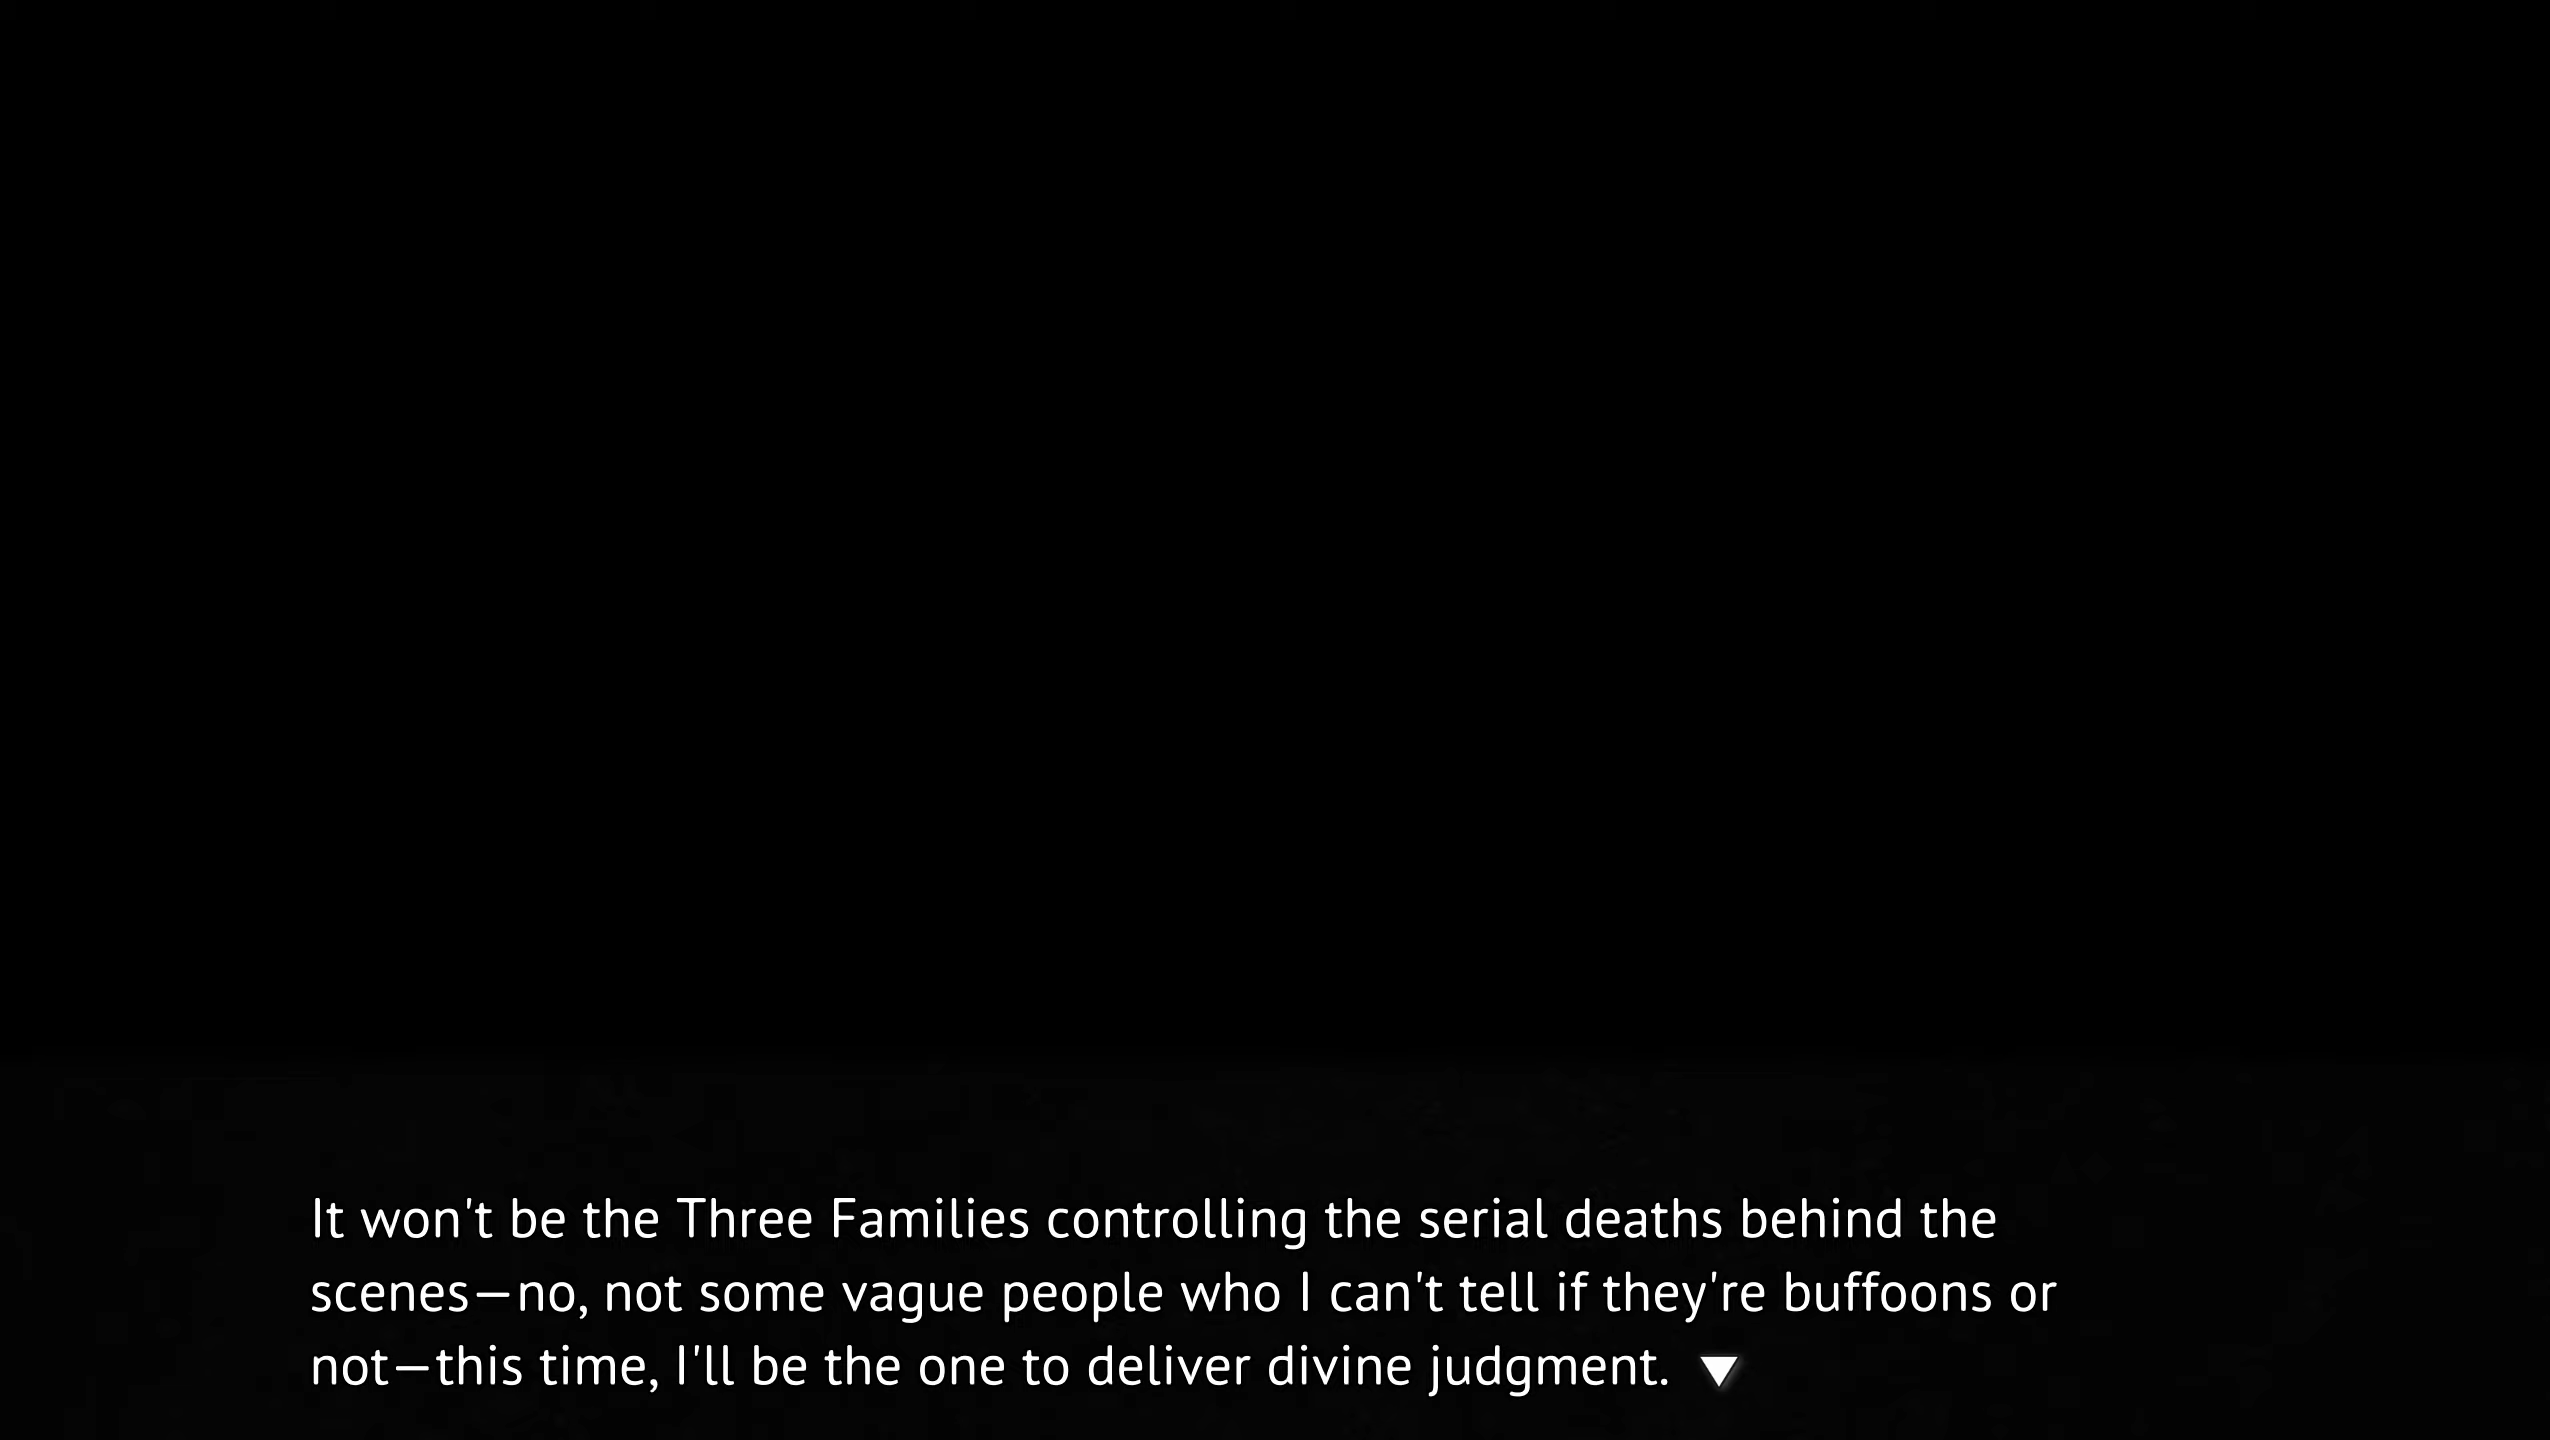 It won't be the Three Families controlling the serial deaths behind the
scenes—no, not some vague people who I can't tell if they're buffoons or
not—this time, I'll be the one to deliver divine judgment.